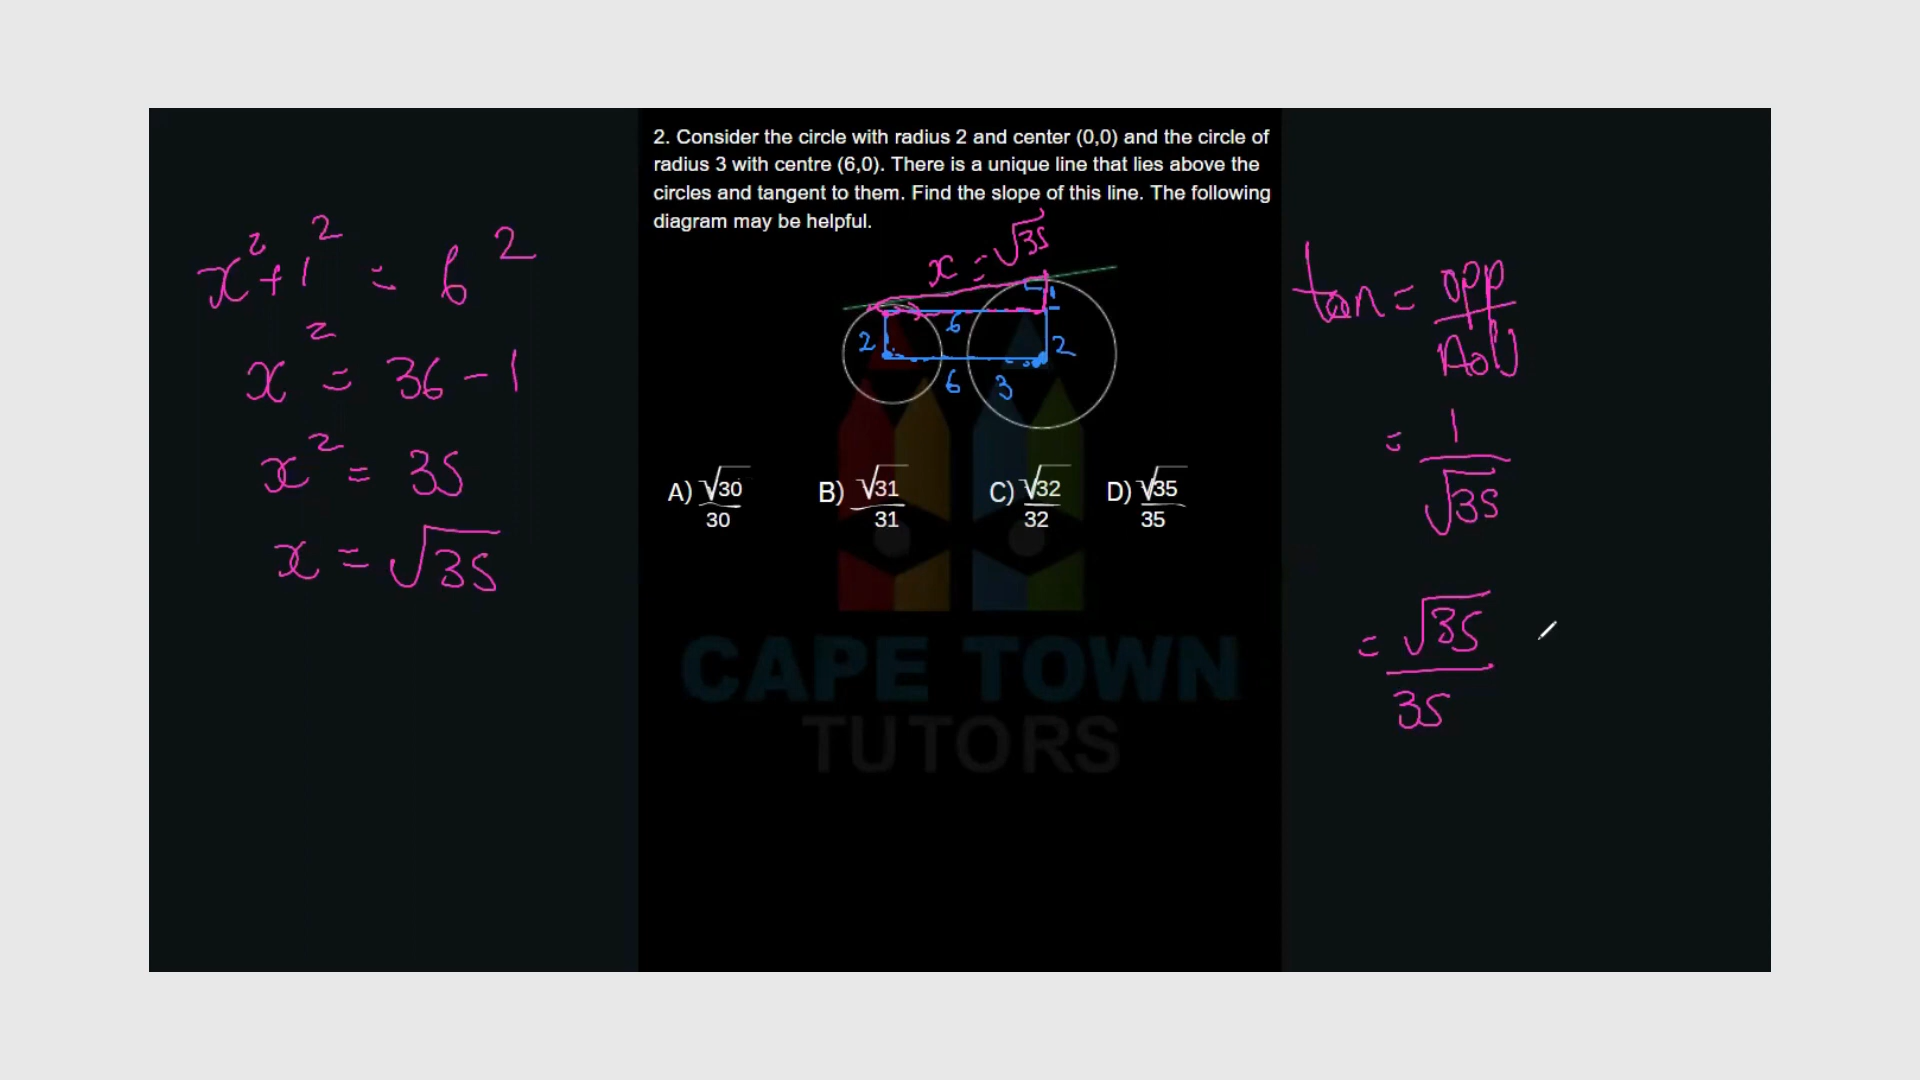 2. Consider the circle with radius 2 and center (0,0) and the circle of
radius 3 with centre (6,0). There is a unique line that lies above the
circles and tangent to them. Find the slope of this line. The following
diagram may be helpful.
x² + 1² = 6²
x² = 36 - 1
x² = 35
x = √35
x = √35
1
6
2
2
6
3
A) √30/30 B) √31/31 C) √32/32 D) √35/35
tan = opp/Adj
= 1/√35
= √35/35
CAPE TOWN
TUTORS